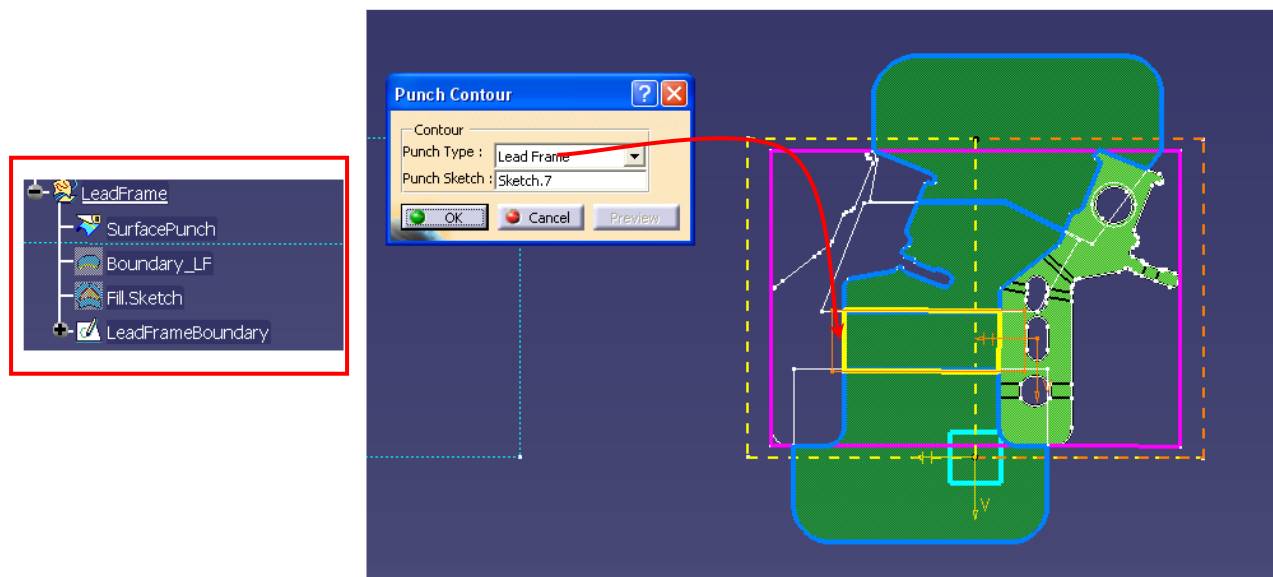 LeadFrame
SurfacePunch
Boundary_LF
Fill.Sketch
LeadFrameBoundary
Punch Contour
Contour
Punch Type :
Lead Frame
Punch Sketch :
Sketch.7
OK
Cancel
Preview
H
H
V